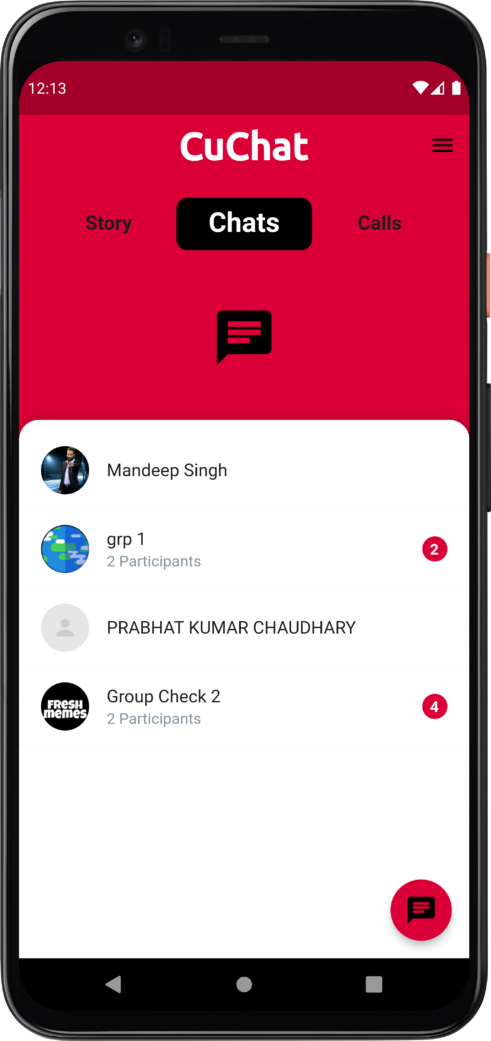 12:13
CuChat
Story
Chats
Calls
Mandeep Singh
grp 1
2 Participants
2
PRABHAT KUMAR CHAUDHARY
FRESH
MEMES
Group Check 2
2 Participants
4